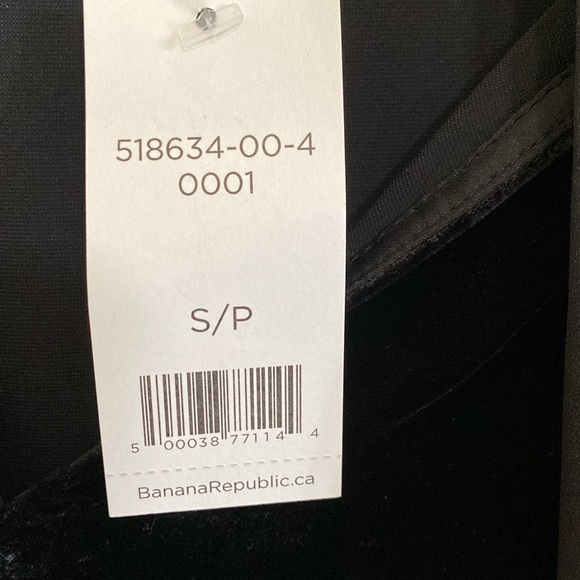 518634-00-4
0001
S/P
5 00038 77114 4
BananaRepublic.ca